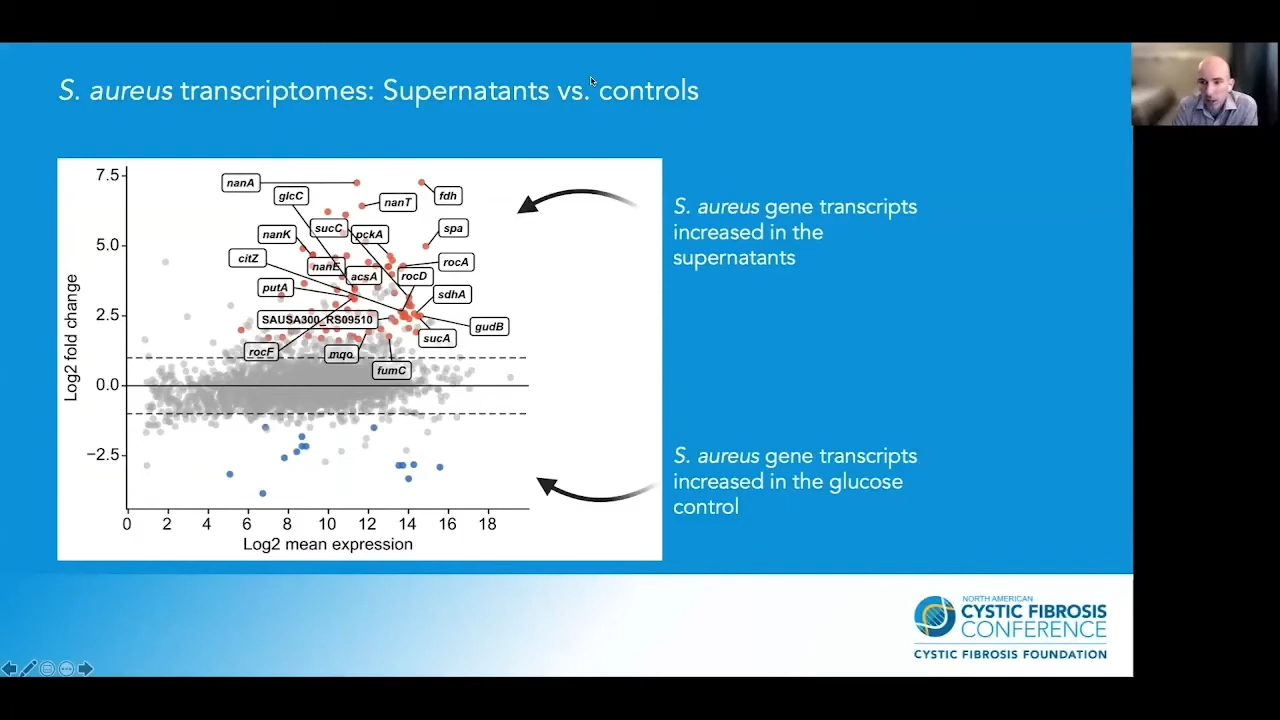 S. aureus transcriptomes: Supernatants vs. controls
7.5
5.0
2.5
0.0
−2.5
Log2 fold change
nanA
glcC
nanT
fdh
nanK
sucC
pckA
spa
citZ
nanE
acsA
rocD
rocA
putA
sdhA
SAUSA300_RS09510
gudB
sucA
rocF
mqo
fumC
0 2 4 6 8 10 12 14 16 18
Log2 mean expression
S. aureus gene transcripts
increased in the
supernatants
S. aureus gene transcripts
increased in the glucose
control
NORTH AMERICAN
CYSTIC FIBROSIS
CONFERENCE
CYSTIC FIBROSIS FOUNDATION